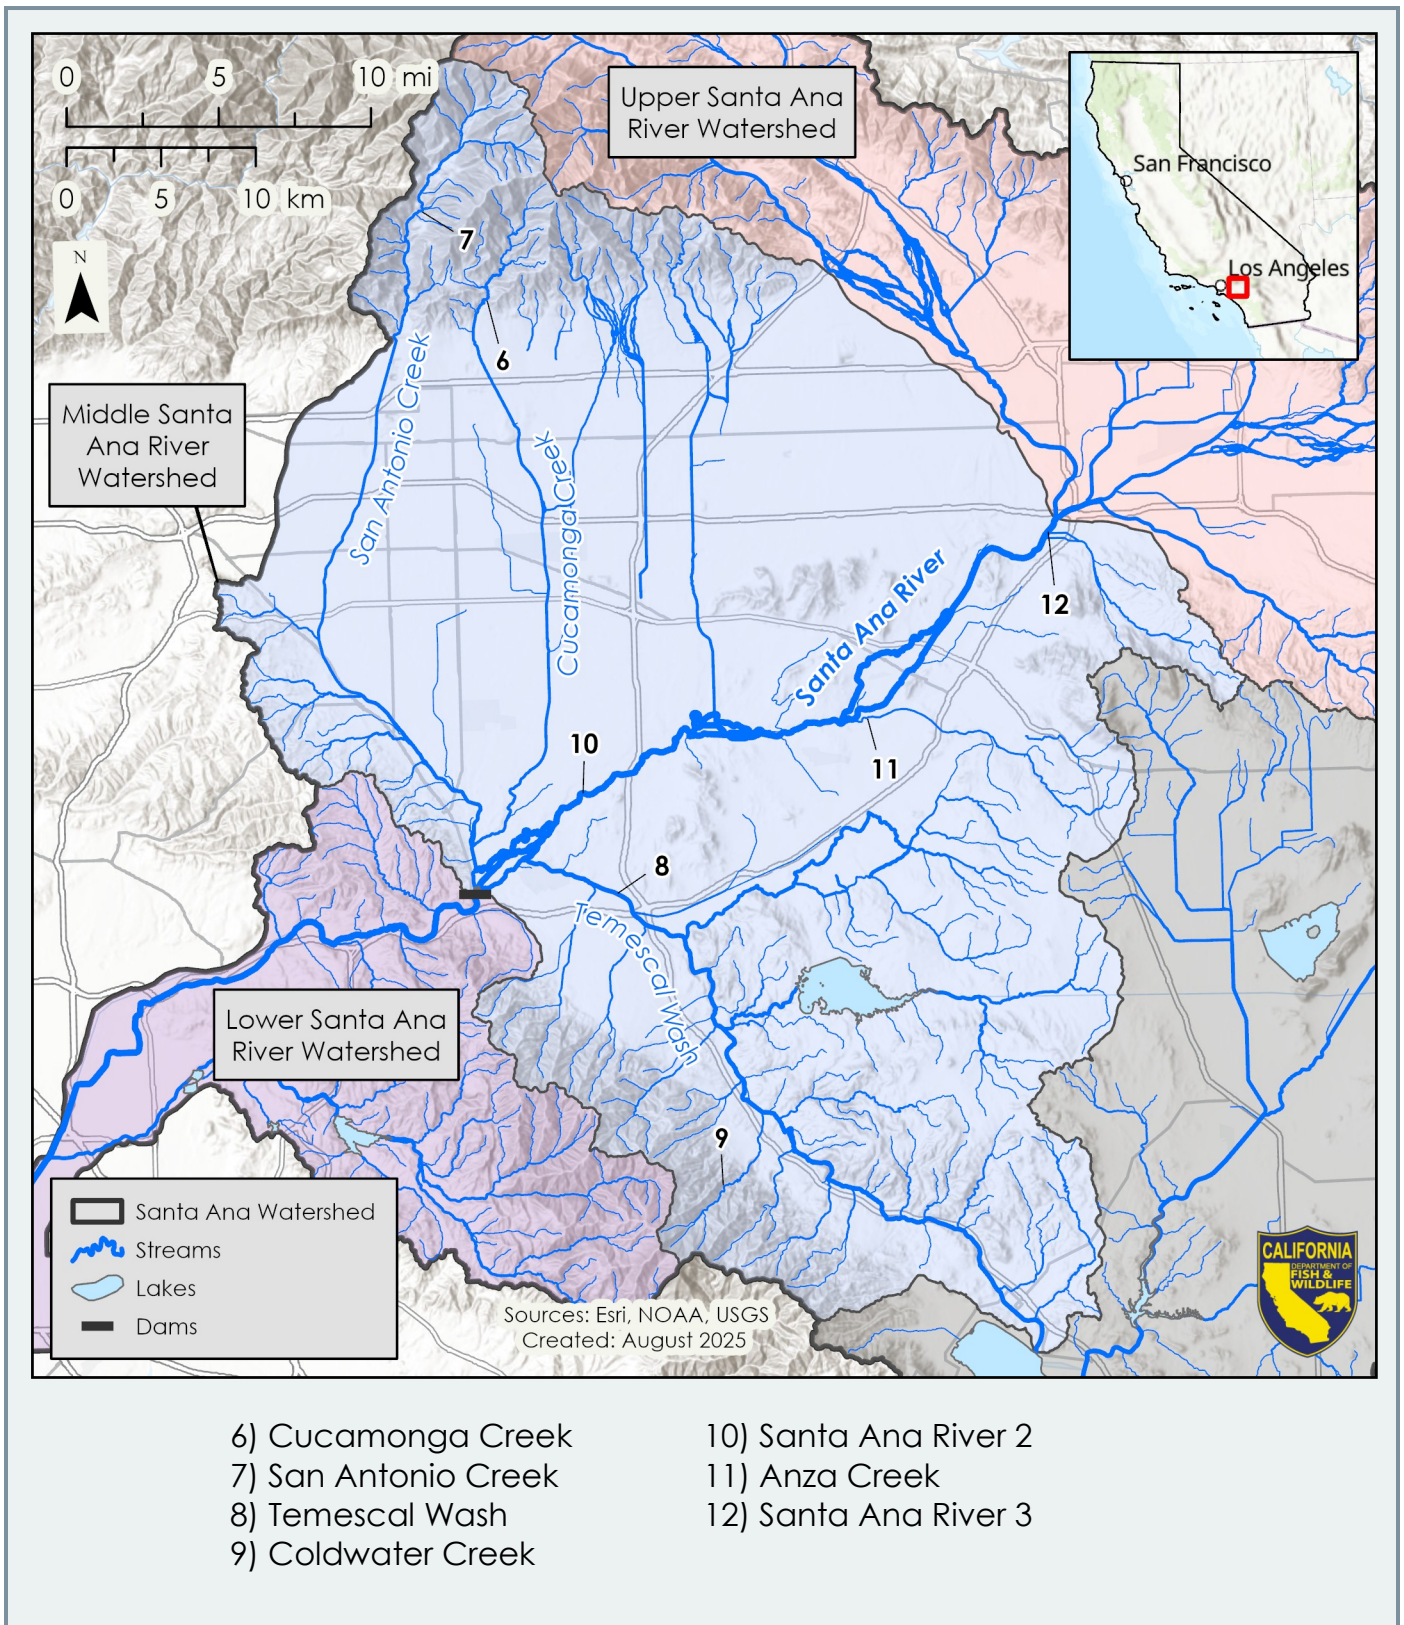 0 5 10 mi
0 5 10 km
N
Upper Santa Ana
River Watershed
San Francisco
Los Angeles
7
6
San Antonio Creek
Cucamonga Creek
Middle Santa
Ana River
Watershed
Santa Ana River
12
10
11
8
Temescal Wash
Lower Santa Ana
River Watershed
9
Santa Ana Watershed
Streams
Lakes
Dams
Sources: Esri, NOAA, USGS
Created: August 2025
CALIFORNIA
DEPARTMENT OF
FISH &
WILDLIFE
6) Cucamonga Creek
7) San Antonio Creek
8) Temescal Wash
9) Coldwater Creek
10) Santa Ana River 2
11) Anza Creek
12) Santa Ana River 3